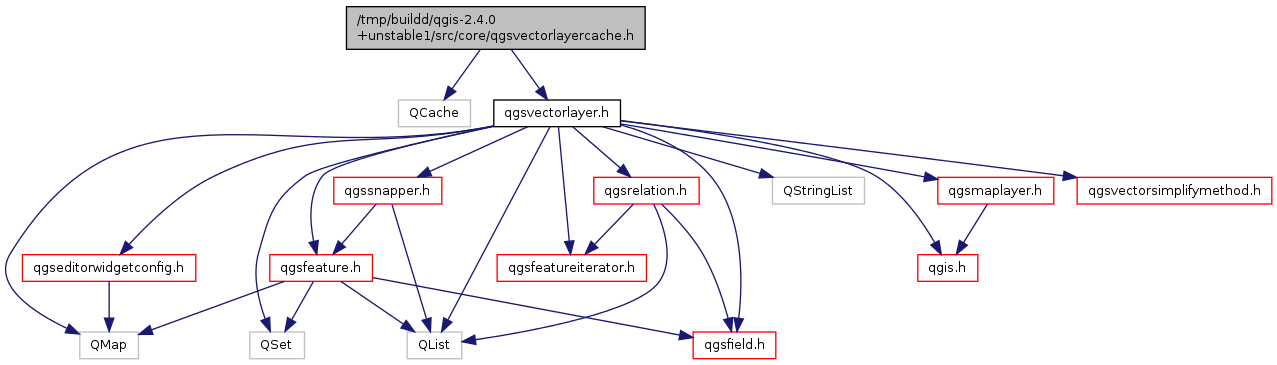 /tmp/buildd/qgis-2.4.0
+unstable1/src/core/qgsvectorlayercache.h
QCache
qgsvectorlayer.h
qgssnapper.h
qgsrelation.h
QStringList
qgsmaplayer.h
qgsvectorsimplifymethod.h
qgseditorwidgetconfig.h
qgsfeature.h
qgsfeatureiterator.h
qgis.h
QMap
QSet
QList
qgsfield.h